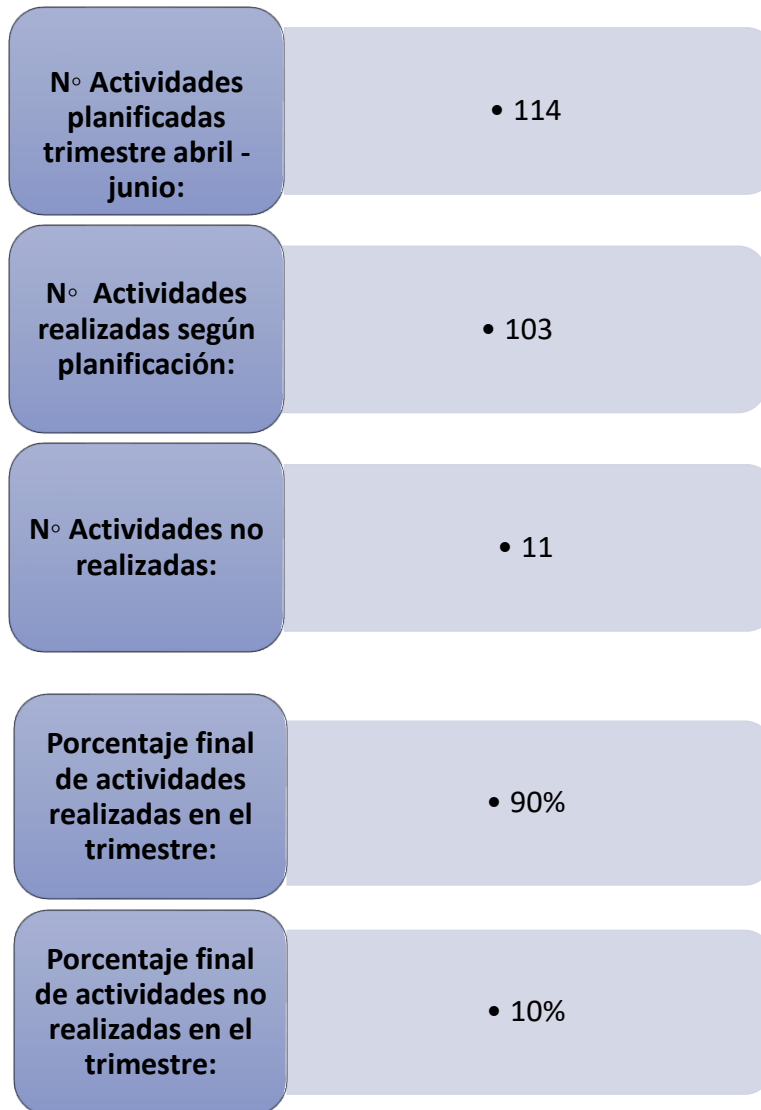 N◦ Actividades
planificadas
trimestre abril -
junio:
• 114
N◦  Actividades
realizadas según
planificación:
• 103
N◦ Actividades no
realizadas:
• 11
Porcentaje final
de actividades
realizadas en el
trimestre:
• 90%
Porcentaje final
de actividades no
realizadas en el
trimestre:
• 10%